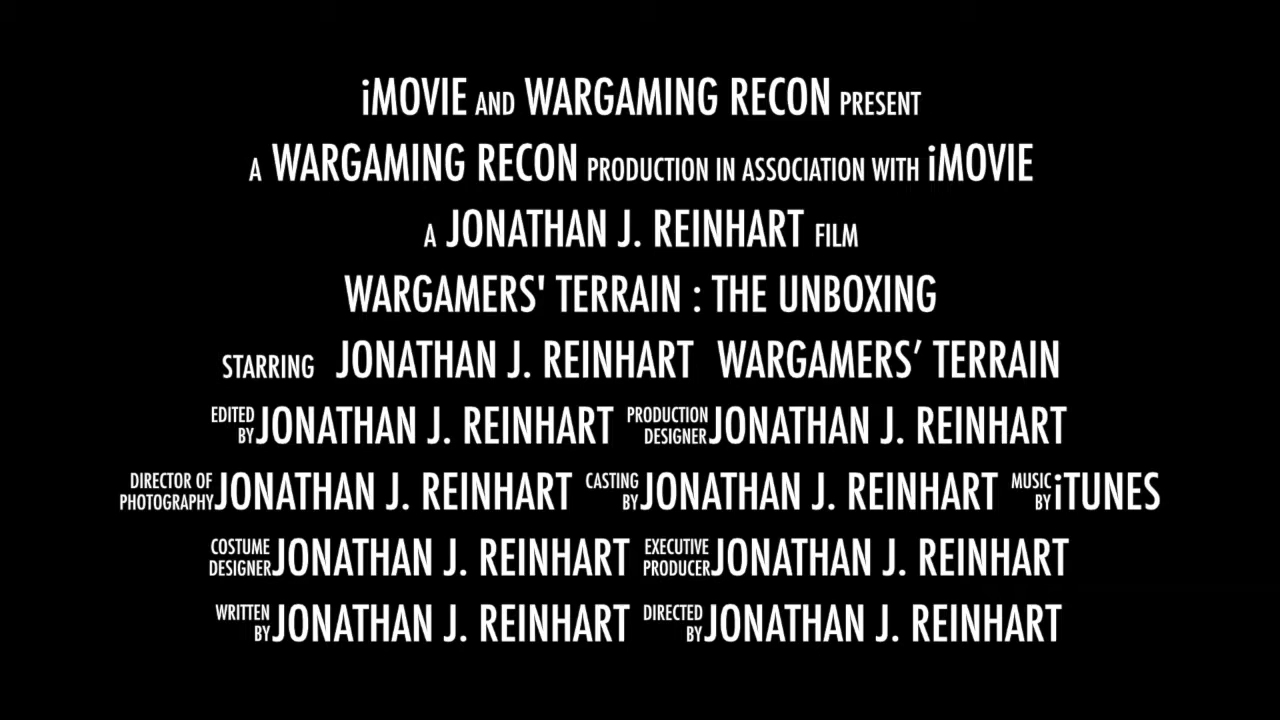 iMOVIE AND WARGAMING RECON PRESENT
A WARGAMING RECON PRODUCTION IN ASSOCIATION WITH iMOVIE
A JONATHAN J. REINHART FILM
WARGAMERS' TERRAIN : THE UNBOXING
STARRING JONATHAN J. REINHART WARGAMERS’ TERRAIN
EDITED BY JONATHAN J. REINHART PRODUCTION DESIGNER JONATHAN J. REINHART
DIRECTOR OF PHOTOGRAPHY JONATHAN J. REINHART CASTING BY JONATHAN J. REINHART MUSIC BY iTUNES
COSTUME DESIGNER JONATHAN J. REINHART EXECUTIVE PRODUCER JONATHAN J. REINHART
WRITTEN BY JONATHAN J. REINHART DIRECTED BY JONATHAN J. REINHART